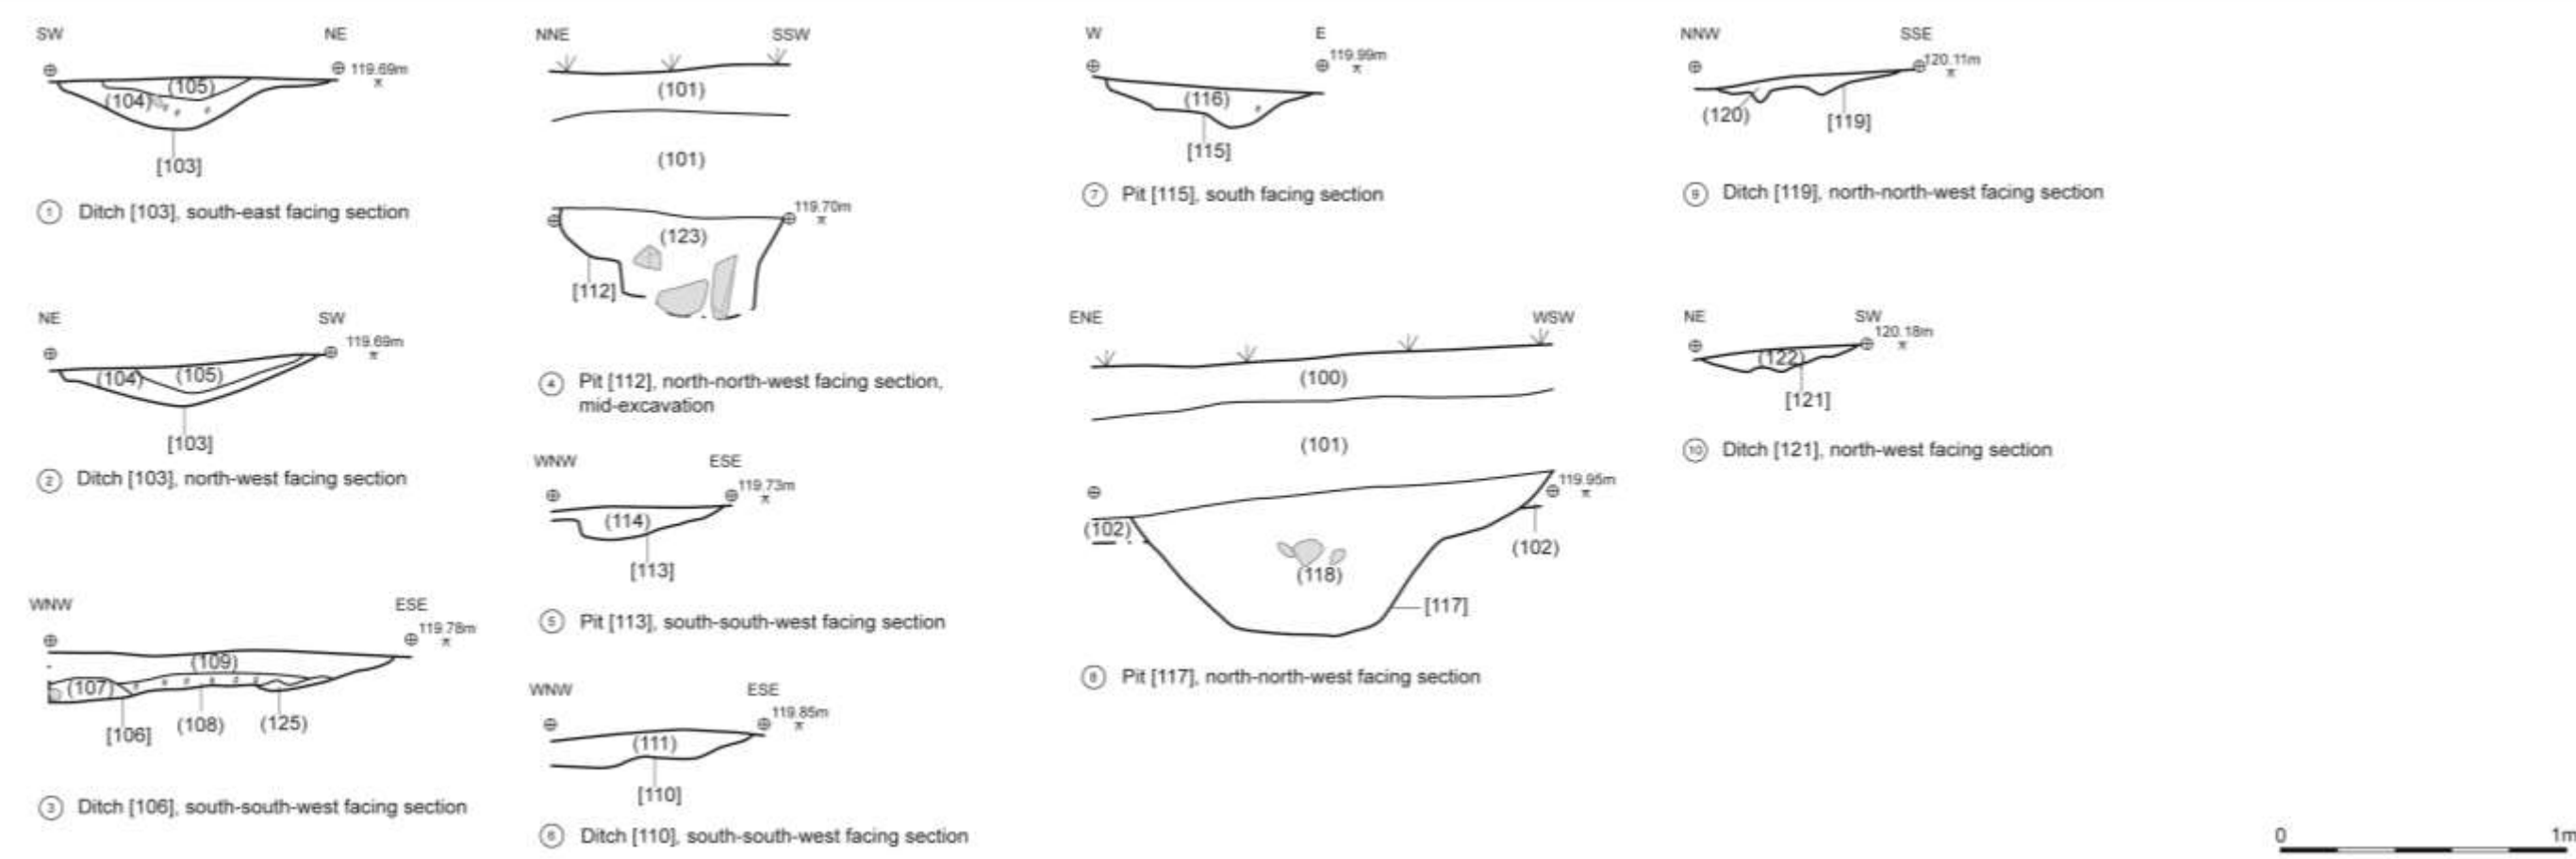 SW NE
119.69m
(105)
(104)
[103]
1 Ditch [103], south-east facing section
NE SW
119.69m
(104) (105)
[103]
2 Ditch [103], north-west facing section
WNW ESE
119.78m
(109)
(107)
[106] (108) (125)
3 Ditch [106], south-south-west facing section
NNE SSW
(101)
(101)
119.70m
(123)
[112]
4 Pit [112], north-north-west facing section,
mid-excavation
WNW ESE
119.73m
(114)
[113]
5 Pit [113], south-south-west facing section
WNW ESE
119.85m
(111)
[110]
6 Ditch [110], south-south-west facing section
W E
119.99m
(116)
[115]
7 Pit [115], south facing section
ENE WSW
(100)
(101)
119.95m
(102)
(102)
(118)
[117]
8 Pit [117], north-north-west facing section
NNW SSE
120.11m
(120) [119]
9 Ditch [119], north-north-west facing section
NE SW
120.18m
(122)
[121]
10 Ditch [121], north-west facing section
0 1m